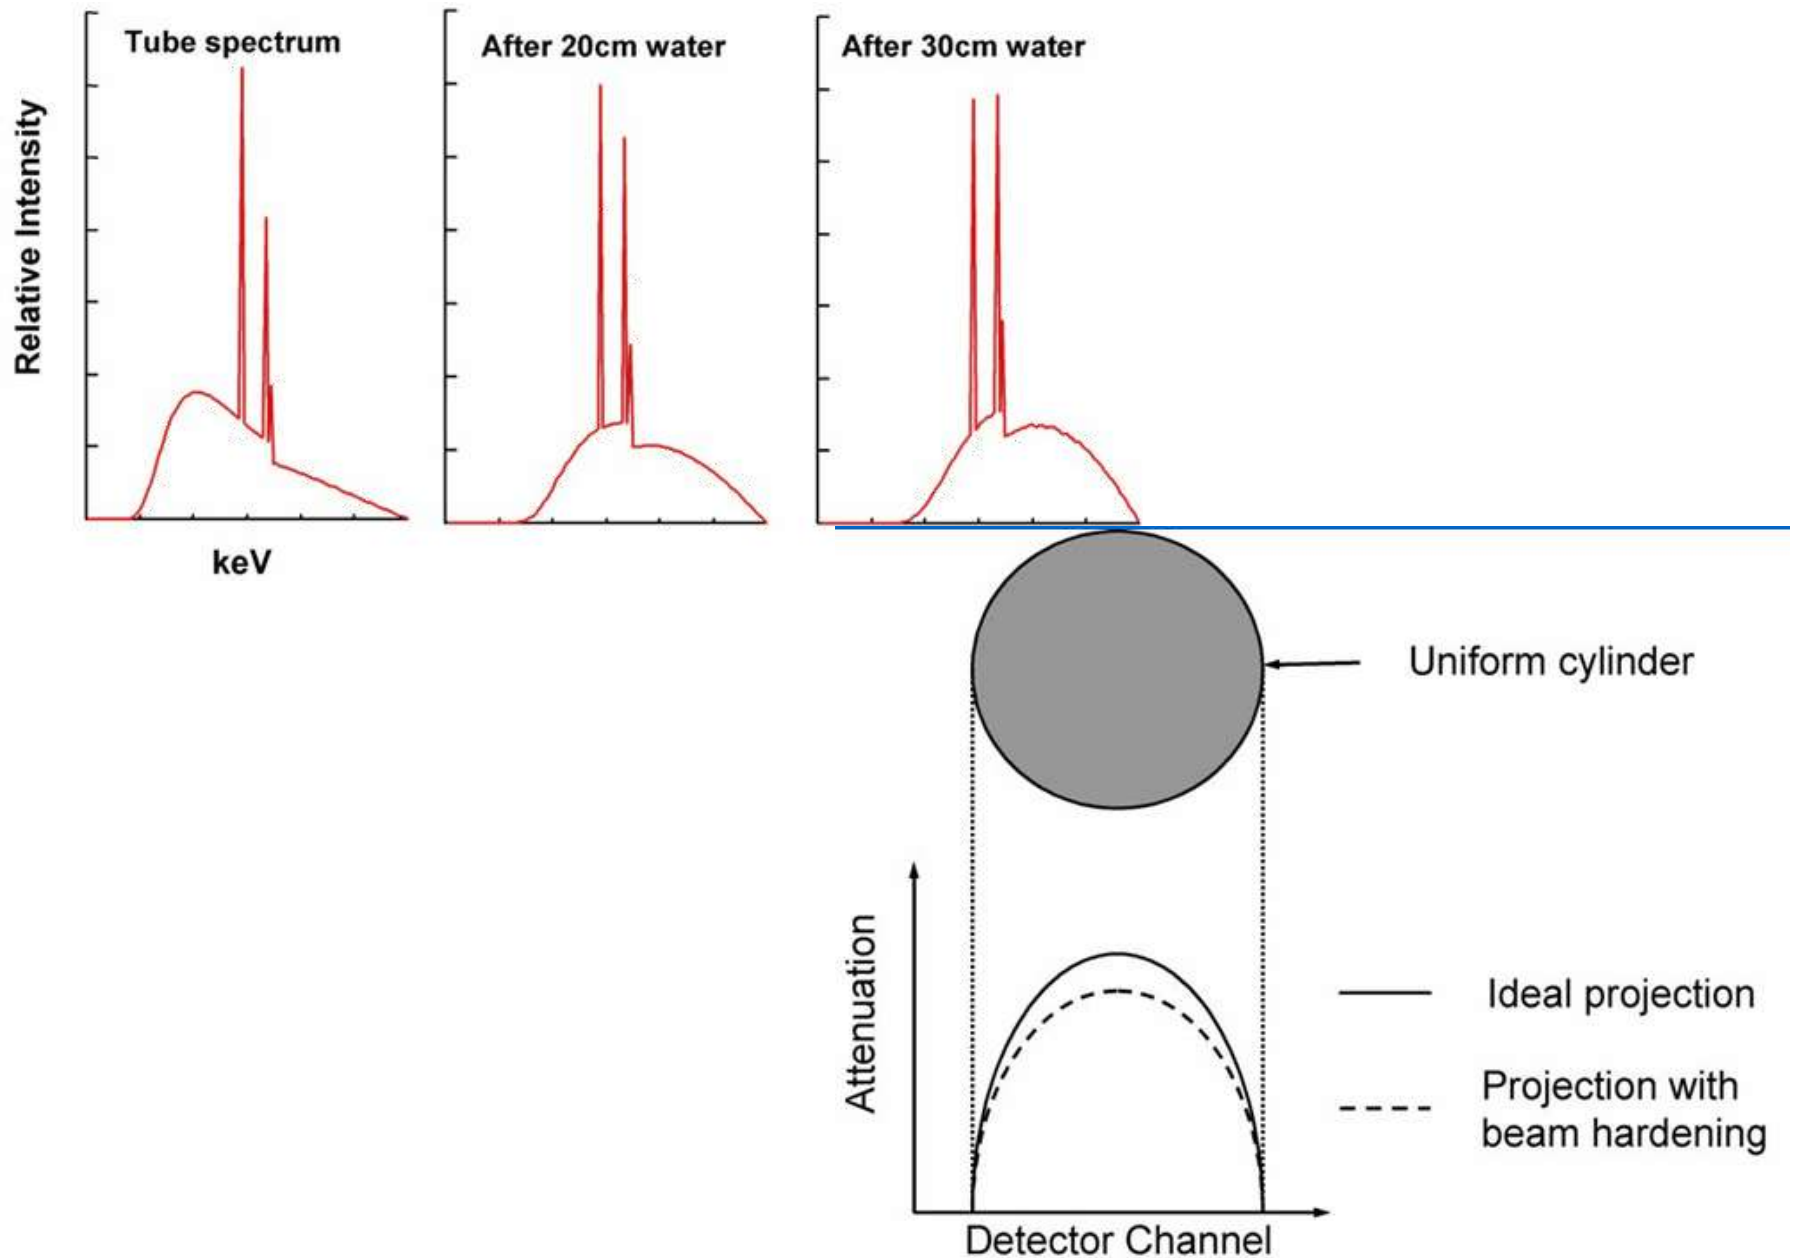 Tube spectrum
After 20cm water
After 30cm water
Relative Intensity
keV
Uniform cylinder
Attenuation
Ideal projection
Projection with
beam hardening
Detector Channel